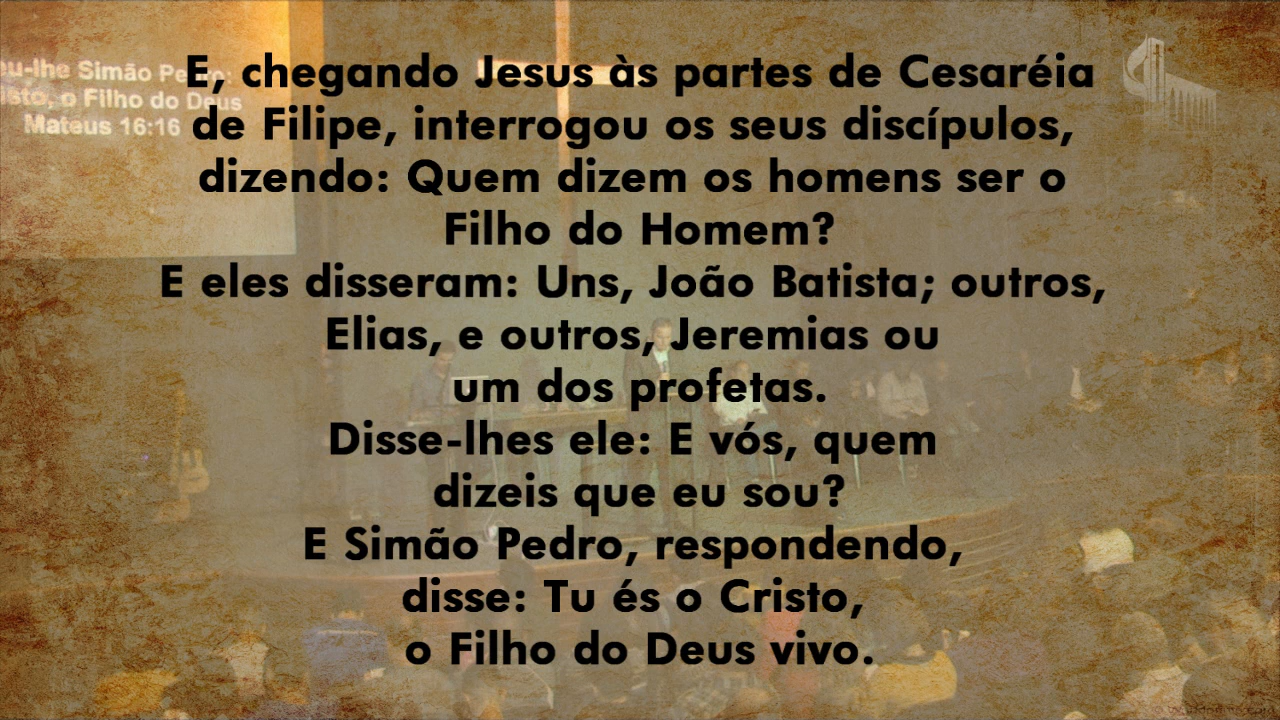 E, chegando Jesus às partes de Cesaréia
de Filipe, interrogou os seus discípulos,
dizendo: Quem dizem os homens ser o
Filho do Homem?
E eles disseram: Uns, João Batista; outros,
Elias, e outros, Jeremias ou
um dos profetas.
Disse-lhes ele: E vós, quem
dizeis que eu sou?
E Simão Pedro, respondendo,
disse: Tu és o Cristo,
o Filho do Deus vivo.
Simão Pedro:
o Filho do Deus
Mateus 16:16